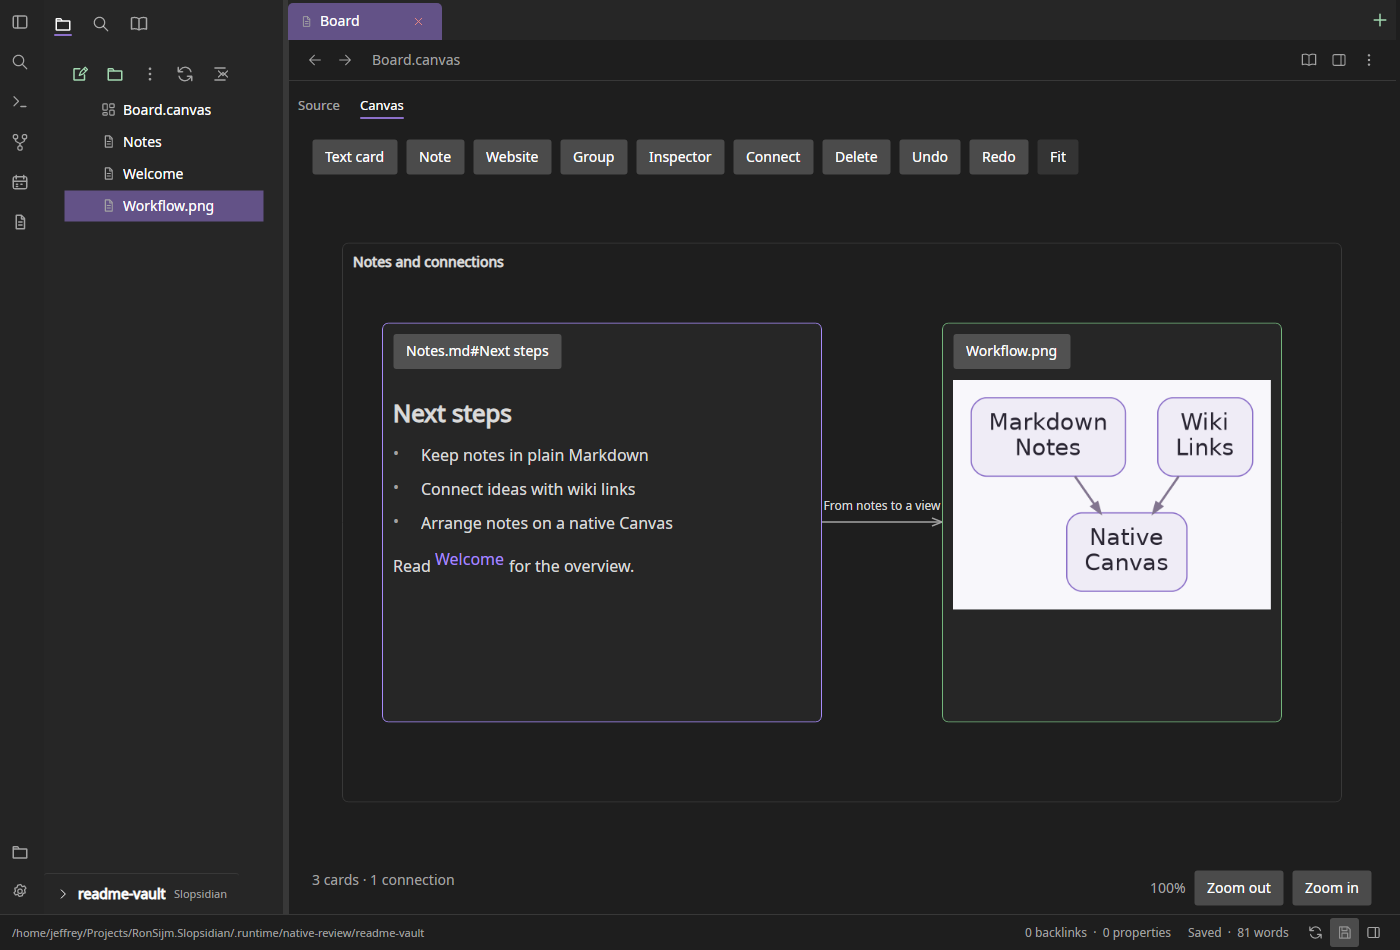 Board
Board.canvas
Source Canvas
Text card Note Website Group Inspector Connect Delete Undo Redo Fit
Board.canvas
Notes
Welcome
Workflow.png
Notes and connections
Notes.md#Next steps
Next steps
• Keep notes in plain Markdown
• Connect ideas with wiki links
• Arrange notes on a native Canvas
Read Welcome for the overview.
From notes to a view
Workflow.png
Markdown
Notes
Wiki
Links
Native
Canvas
3 cards · 1 connection
100% Zoom out Zoom in
readme-vault Slopsidian
/home/jeffrey/Projects/RonSijm.Slopsidian/.runtime/native-review/readme-vault
0 backlinks · 0 properties Saved · 81 words